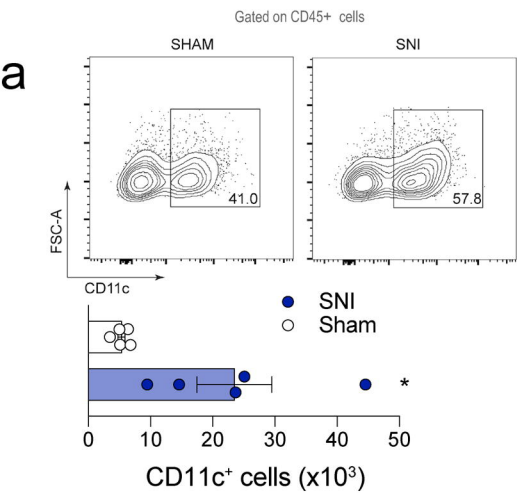 Gated on CD45+ cells
SHAM
SNI
a
41.0
57.8
FSC-A
CD11c
SNI
Sham
*
0 10 20 30 40 50
CD11c⁺ cells (x10³)